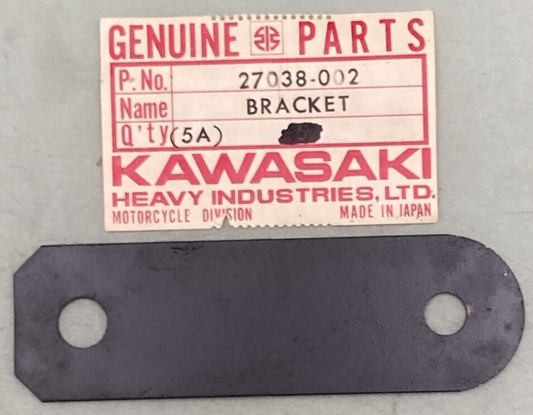 GENUINE PARTS
P. No. 27038-002
Name BRACKET
Q'ty (5A)
KAWASAKI
HEAVY INDUSTRIES, LTD.
MOTORCYCLE DIVISION MADE IN JAPAN